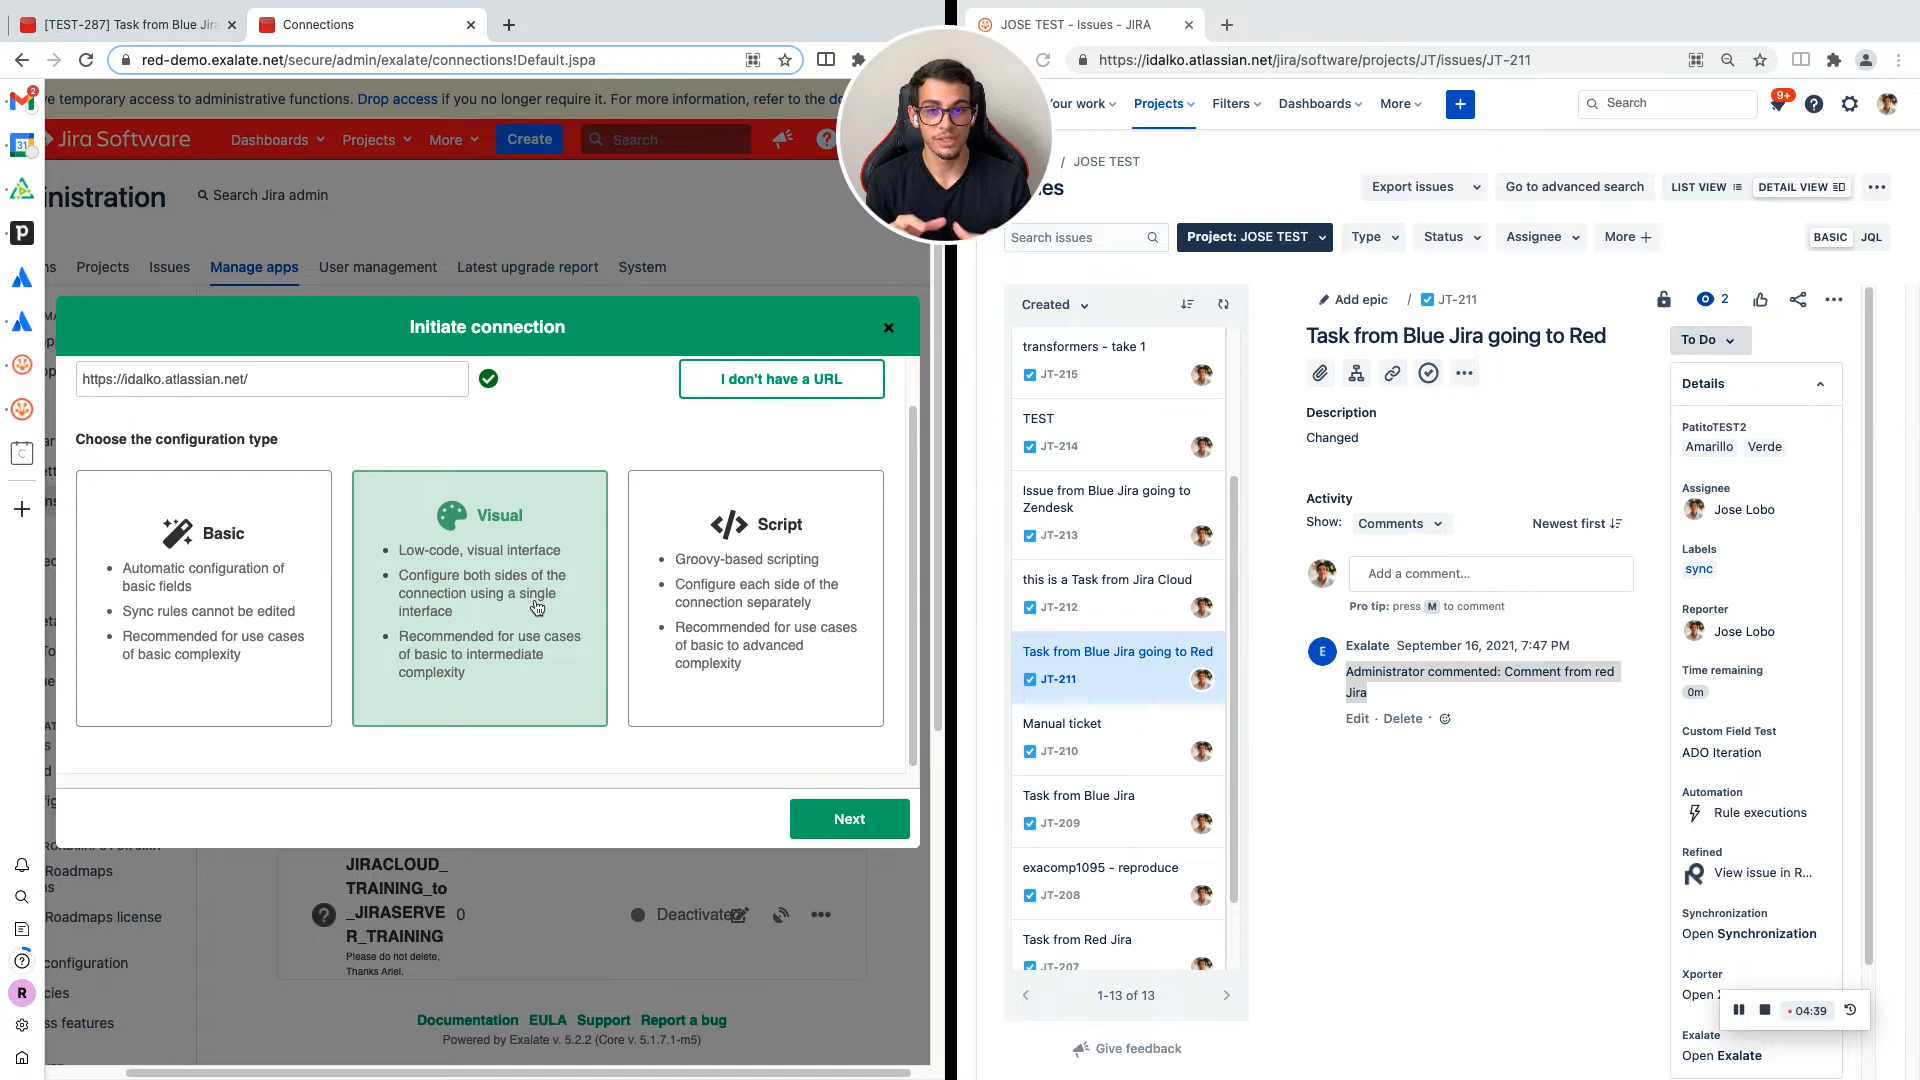 [TEST-287] Task from Blue Jira
Connections
JOSE TEST - Issues - JIRA
red-demo.exalate.net/secure/admin/exalate/connections!Default.jspa
https://idalko.atlassian.net/jira/software/projects/JT/issues/JT-211
ve temporary access to administrative functions. Drop access if you no longer require it. For more information, refer to the do
Jira Software
Dashboards
Projects
More
Create
Search
Your work
Projects
Filters
Dashboards
More
Search
9+
2
31
/ JOSE TEST
Export issues
Go to advanced search
LIST VIEW
DETAIL VIEW
Search Jira admin
Search issues
Project: JOSE TEST
Type
Status
Assignee
More
BASIC
JQL
Projects
Issues
Manage apps
User management
Latest upgrade report
System
Initiate connection
https://idalko.atlassian.net/
I don't have a URL
Choose the configuration type
Basic
Automatic configuration of
basic fields
Sync rules cannot be edited
Recommended for use cases
of basic complexity
Visual
Low-code, visual interface
Configure both sides of the
connection using a single
interface
Recommended for use cases
of basic to intermediate
complexity
Script
Groovy-based scripting
Configure each side of the
connection separately
Recommended for use cases
of basic to advanced
complexity
Next
JIRACLOUD_
TRAINING_to
_JIRASERVE
R_TRAINING
Please do not delete,
Thanks Ariel.
0
Deactivated
Roadmaps
Roadmaps license
configuration
Documentation
EULA
Support
Report a bug
Powered by Exalate v. 5.2.2 (Core v. 5.1.7.1-m5)
R
Created
transformers - take 1
JT-215
TEST
JT-214
Issue from Blue Jira going to
Zendesk
JT-213
this is a Task from Jira Cloud
JT-212
Task from Blue Jira going to Red
JT-211
Manual ticket
JT-210
Task from Blue Jira
JT-209
exacomp1095 - reproduce
JT-208
Task from Red Jira
JT-207
1-13 of 13
Give feedback
Add epic
/
JT-211
2
Task from Blue Jira going to Red
Description
Changed
Activity
Show:
Comments
Newest first
Add a comment...
Pro tip: press M to comment
E
Exalate September 16, 2021, 7:47 PM
Administrator commented: Comment from red
Jira
Edit · Delete ·
To Do
Details
PatitoTEST2
Amarillo
Verde
Assignee
Jose Lobo
Labels
sync
Reporter
Jose Lobo
Time remaining
0m
Custom Field Test
ADO Iteration
Automation
Rule executions
Refined
View issue in R...
Synchronization
Open Synchronization
Xporter
Open
04:39
Exalate
Open Exalate